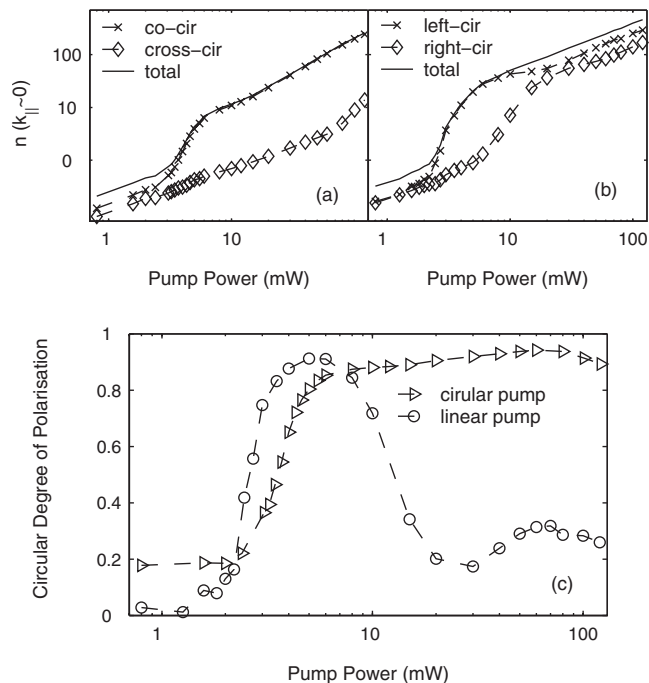 co-cir
cross-cir
total
left-cir
right-cir
total
100
10
0
n (k||~0)
(a)
(b)
1
10
1
10
100
Pump Power (mW)
Pump Power (mW)
1
0.8
0.6
0.4
0.2
0
Circular Degree of Polarisation
cirular pump
linear pump
(c)
1
10
100
Pump Power (mW)